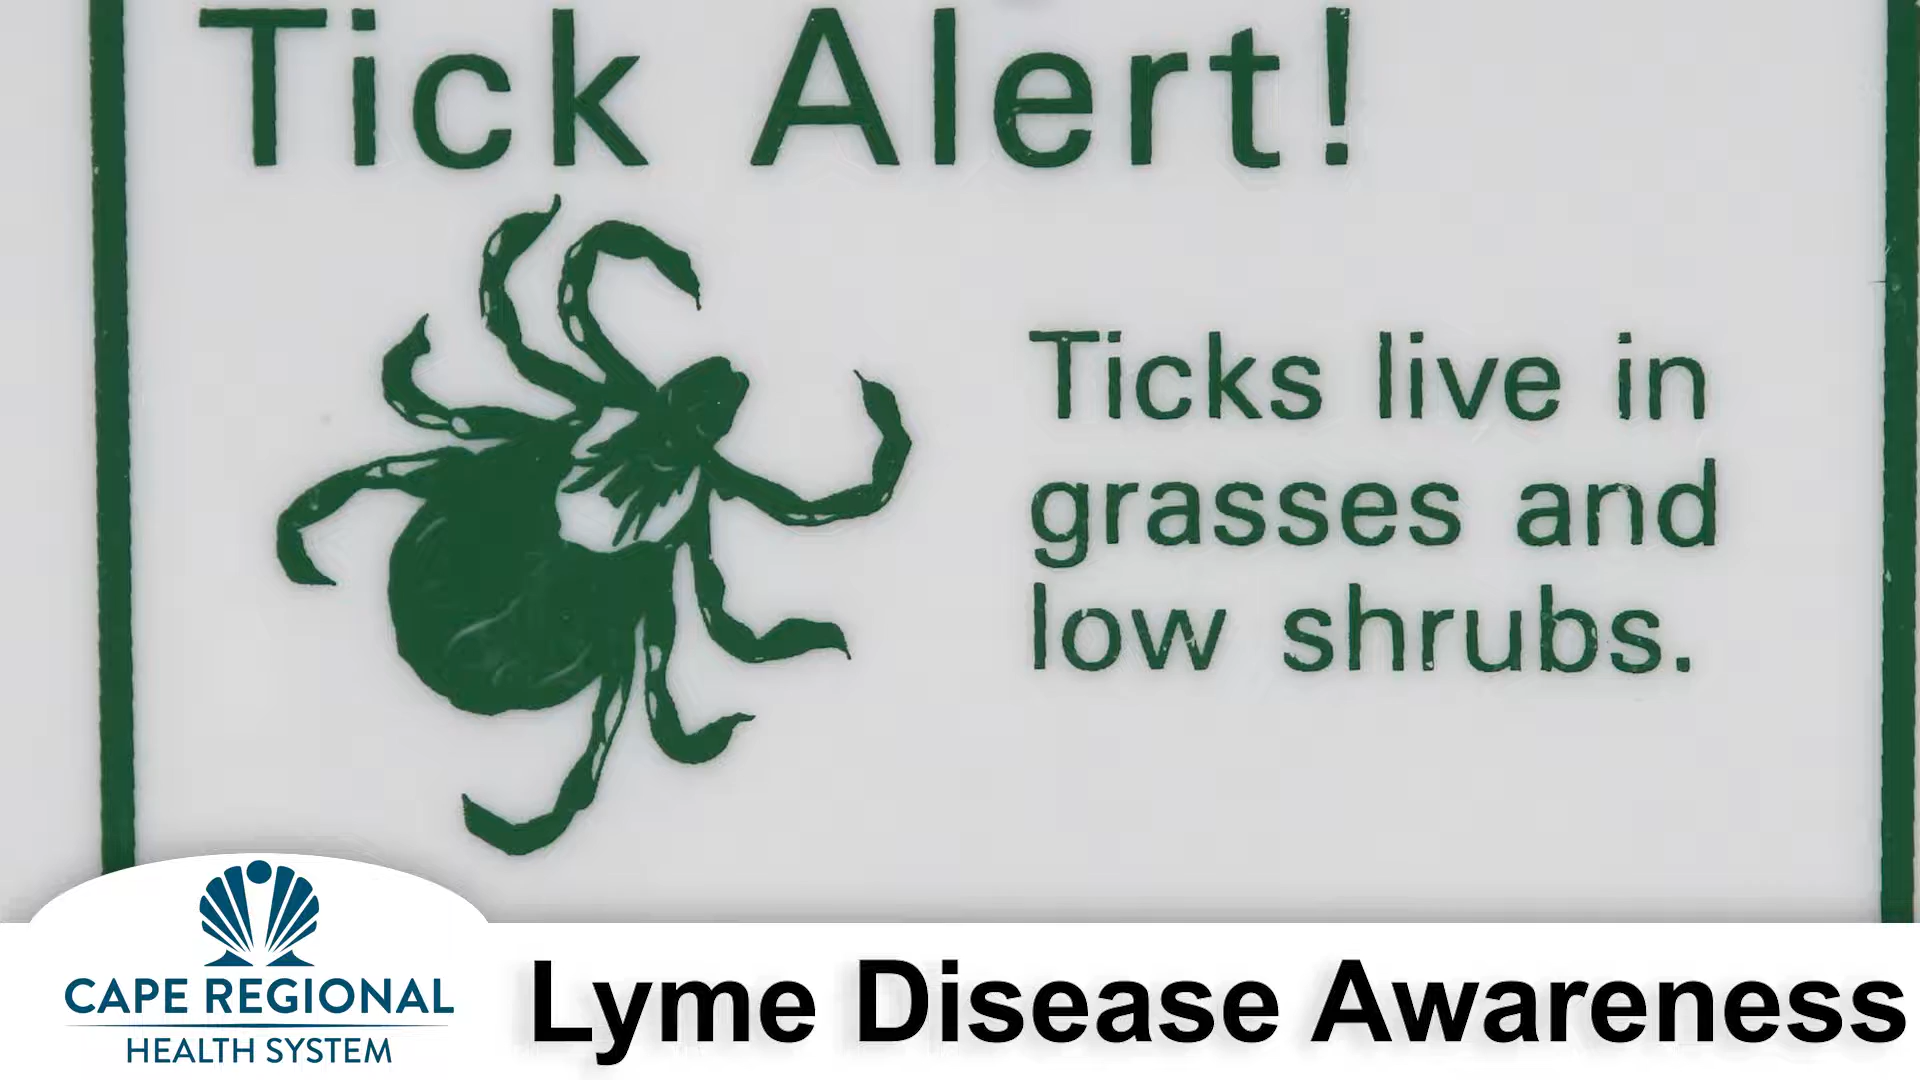 Tick Alert!
Ticks live in
grasses and
low shrubs.
CAPE REGIONAL
HEALTH SYSTEM
Lyme Disease Awareness